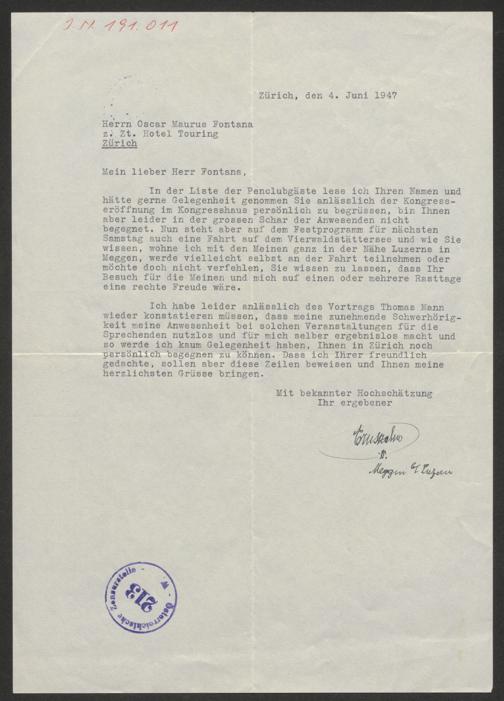 I.N. 191.011
Zürich, den 4. Juni 1947
Herrn Oscar Maurus Fontana
z. Zt. Hotel Touring
Zürich
Mein lieber Herr Fontana,
In der Liste der Penclubgäste lese ich Ihren Namen und
hätte gerne Gelegenheit genommen Sie anlässlich der Kongress-
eröffnung im Kongresshaus persönlich zu begrüssen, bin Ihnen
aber leider in der grossen Schar der Anwesenden nicht
begegnet. Nun steht aber auf dem Festprogramm für nächsten
Samstag auch eine Fahrt auf dem Vierwaldstättersee und wie Sie
wissen, wohne ich mit den Meinen ganz in der Nähe Luzerns in
Meggen, werde vielleicht selbst an der Fahrt teilnehmen oder
möchte doch nicht verfehlen, Sie wissen zu lassen, dass Ihr
Besuch für die Meinen und mich auf einen oder mehrere Rasttage
eine rechte Freude wäre.
Ich habe leider anlässlich des Vortrags Thomas Mann
wieder konstatieren müssen, dass meine zunehmende Schwerhörig-
keit meine Anwesenheit bei solchen Veranstaltungen für die
Sprechenden nutzlos und für mich selber ergebnislos macht und
so werde ich kaum Gelegenheit haben, Ihnen in Zürich noch
persönlich begegnen zu können. Dass ich Ihrer freundlich
gedachte, sollen aber diese Zeilen beweisen und Ihnen meine
herzlichsten Grüsse bringen.
Mit bekannter Hochschätzung
Ihr ergebener
Meggen b/ Luzern
Österreichische Zensurstelle - W.
213